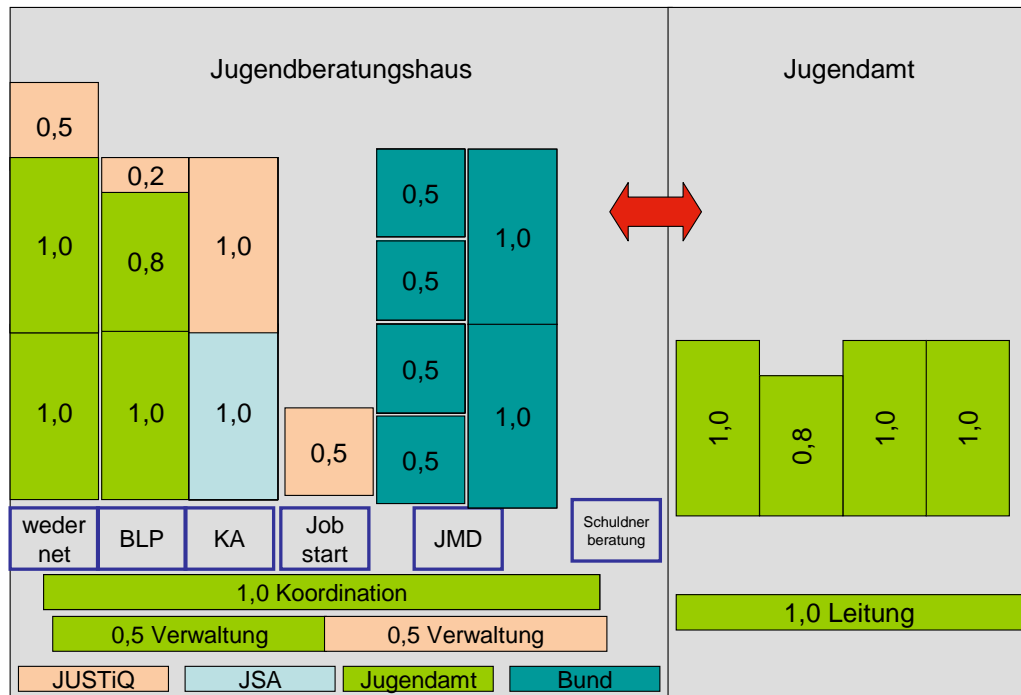 Jugendberatungshaus
Jugendamt
0,5
1,0
1,0
0,2
0,8
1,0
1,0
1,0
0,5
0,5
0,5
0,5
0,5
1,0
1,0
1,0
0,8
1,0
1,0
weder
net
BLP
KA
Job
start
JMD
Schuldner
beratung
1,0 Koordination
0,5 Verwaltung
0,5 Verwaltung
1,0 Leitung
JUSTiQ
JSA
Jugendamt
Bund